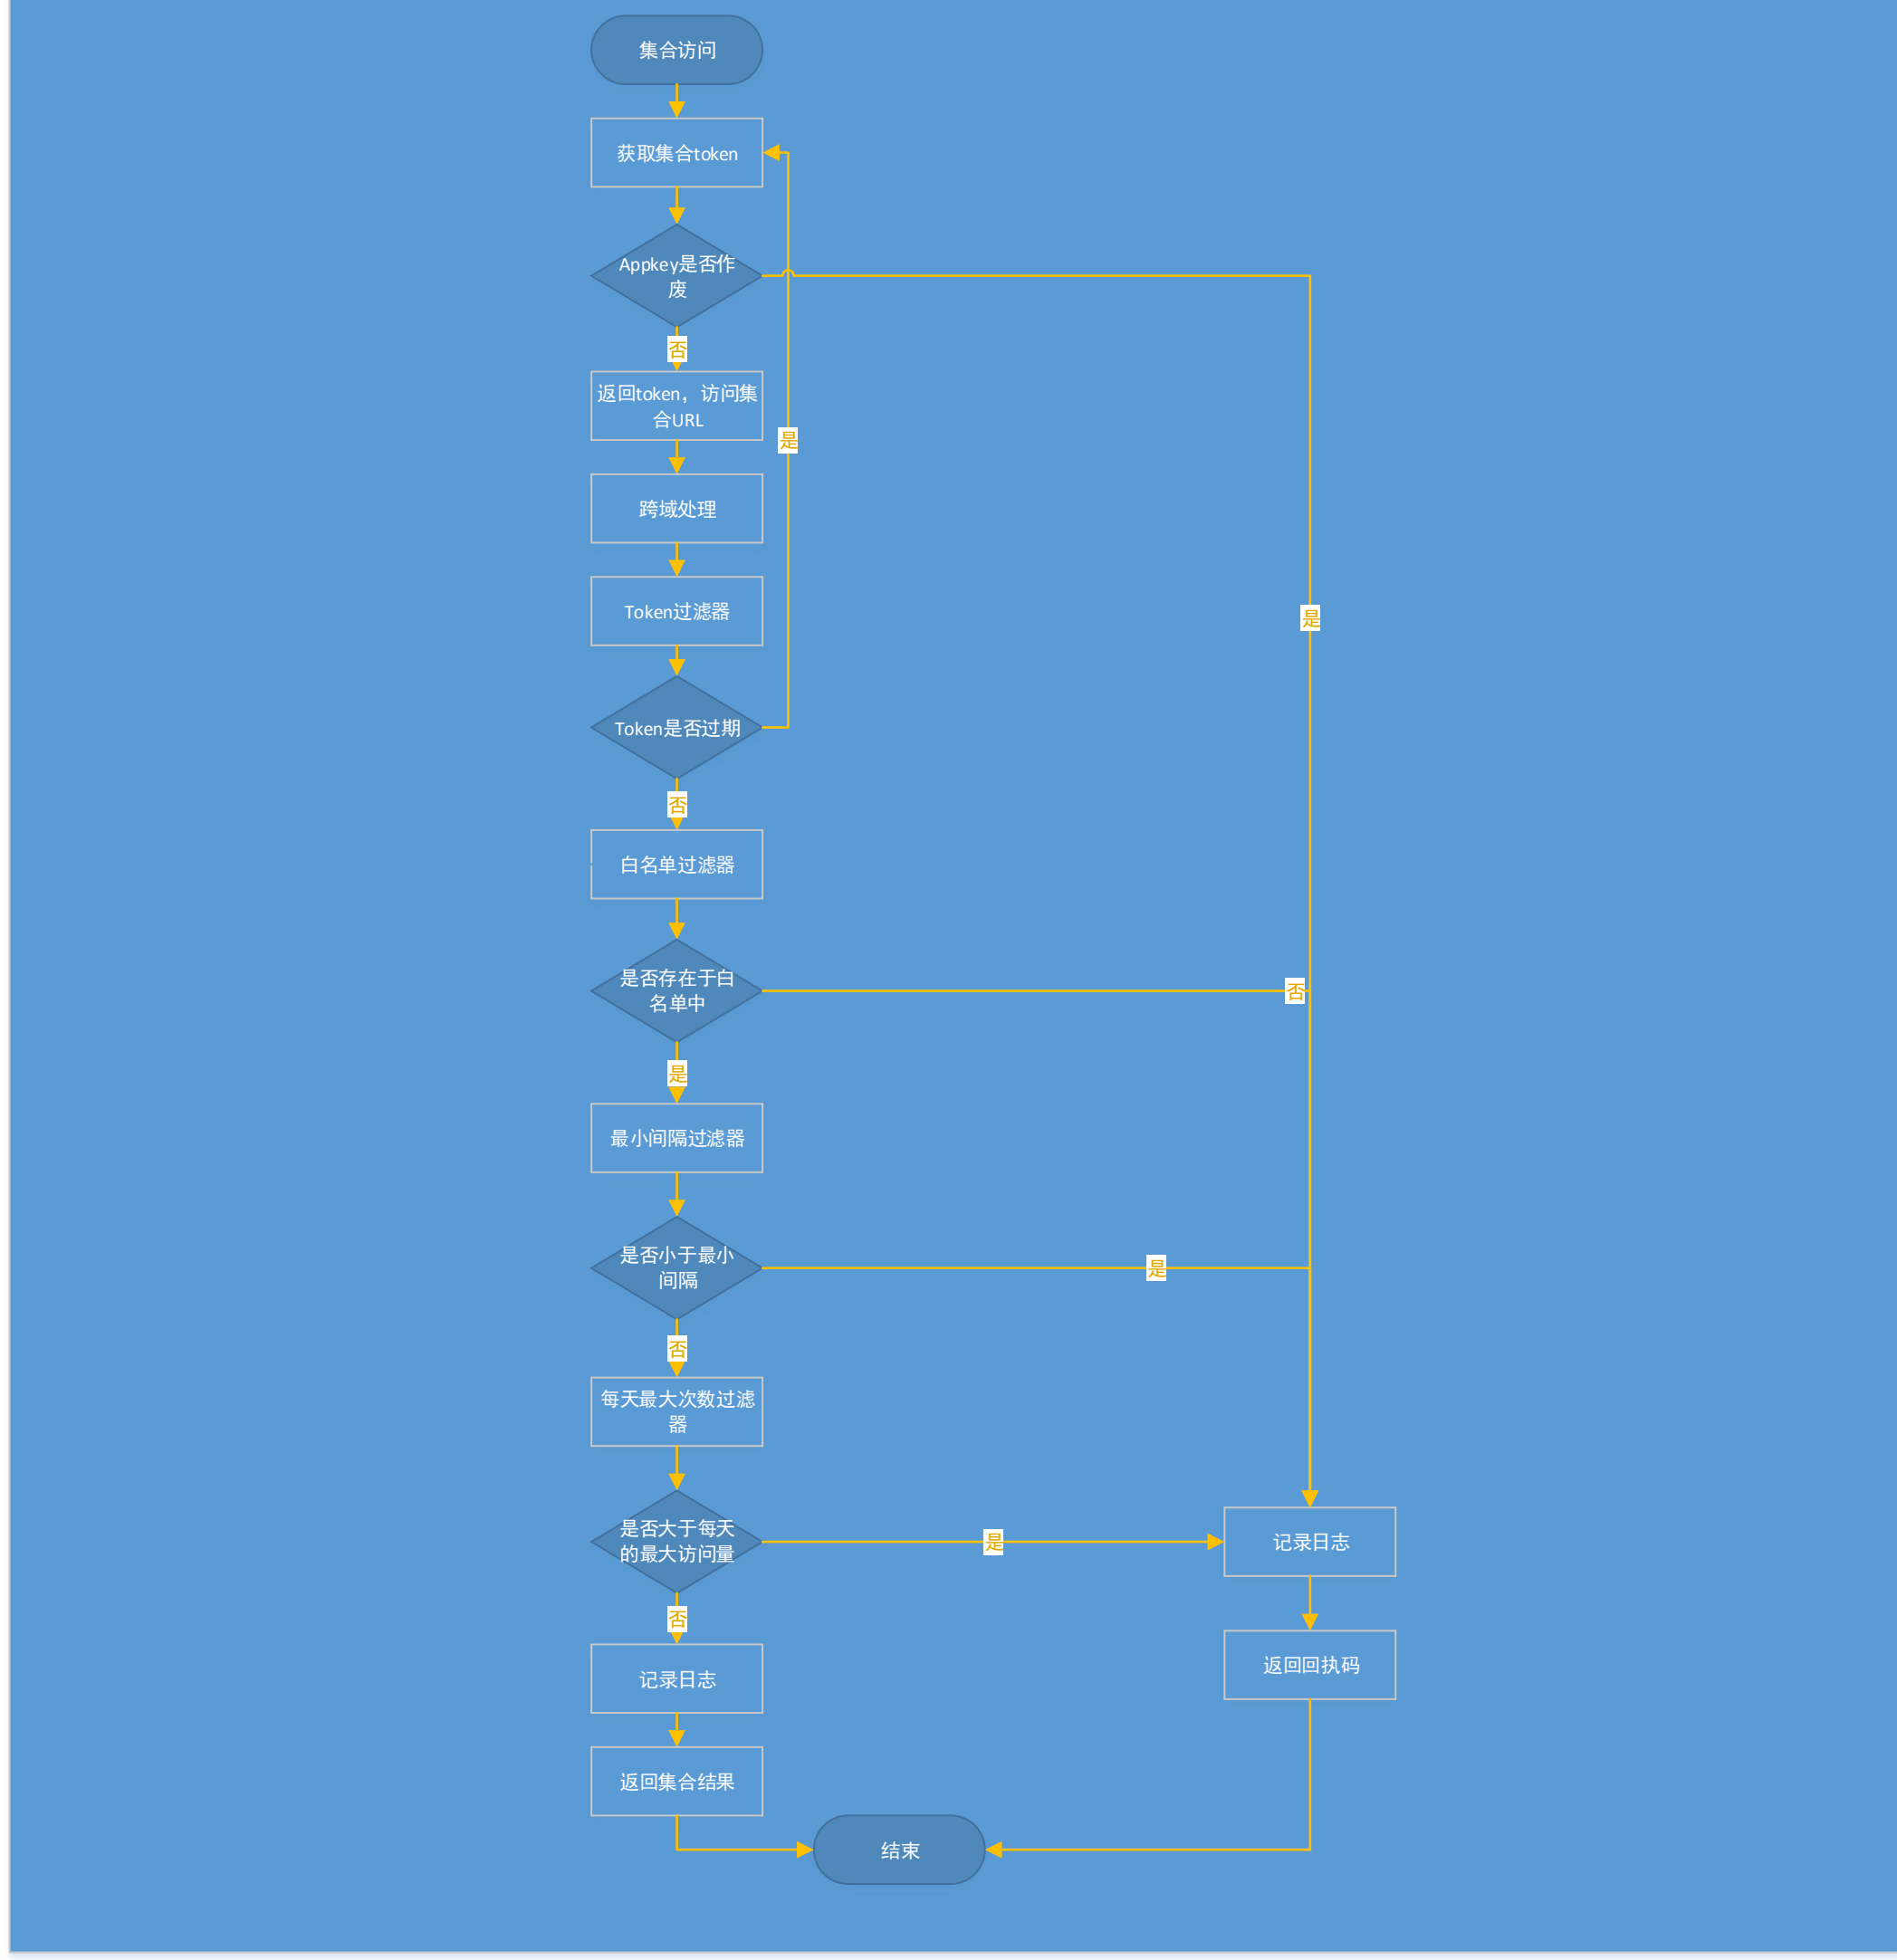 集合访问
获取集合token
Appkey是否作
废
是
否
返回token，访问集
合URL
是
跨域处理
Token过滤器
Token是否过期
否
白名单过滤器
是否存在于白
名单中
否
是
最小间隔过滤器
是否小于最小
间隔
是
否
每天最大次数过滤
器
是否大于每天
的最大访问量
是
记录日志
否
返回回执码
记录日志
返回集合结果
结束